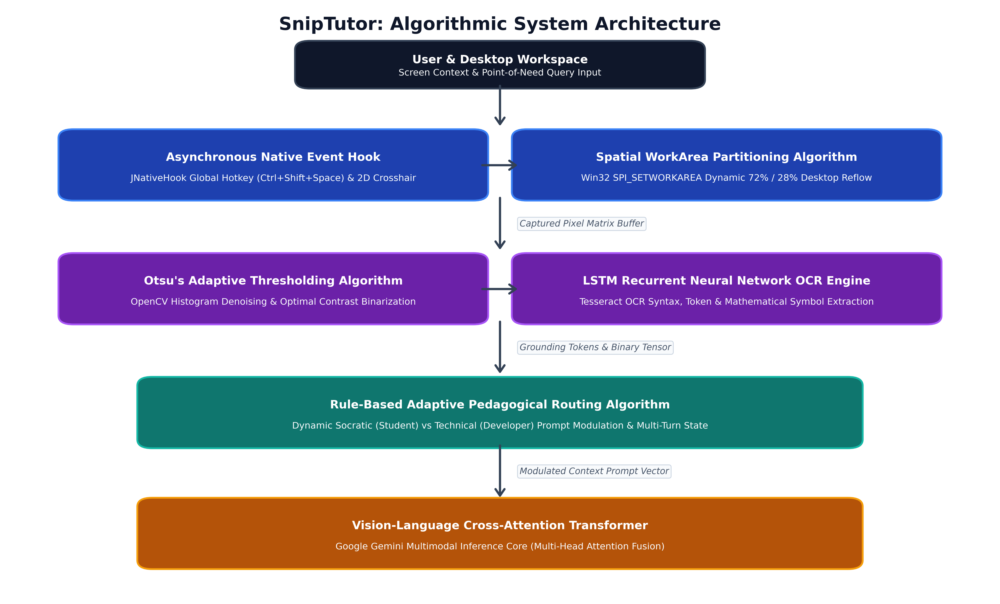 SnipTutor: Algorithmic System Architecture
User & Desktop Workspace
Screen Context & Point-of-Need Query Input
Asynchronous Native Event Hook
JNativeHook Global Hotkey (Ctrl+Shift+Space) & 2D Crosshair
Spatial WorkArea Partitioning Algorithm
Win32 SPI_SETWORKAREA Dynamic 72% / 28% Desktop Reflow
Captured Pixel Matrix Buffer
Otsu's Adaptive Thresholding Algorithm
OpenCV Histogram Denoising & Optimal Contrast Binarization
LSTM Recurrent Neural Network OCR Engine
Tesseract OCR Syntax, Token & Mathematical Symbol Extraction
Grounding Tokens & Binary Tensor
Rule-Based Adaptive Pedagogical Routing Algorithm
Dynamic Socratic (Student) vs Technical (Developer) Prompt Modulation & Multi-Turn State
Modulated Context Prompt Vector
Vision-Language Cross-Attention Transformer
Google Gemini Multimodal Inference Core (Multi-Head Attention Fusion)